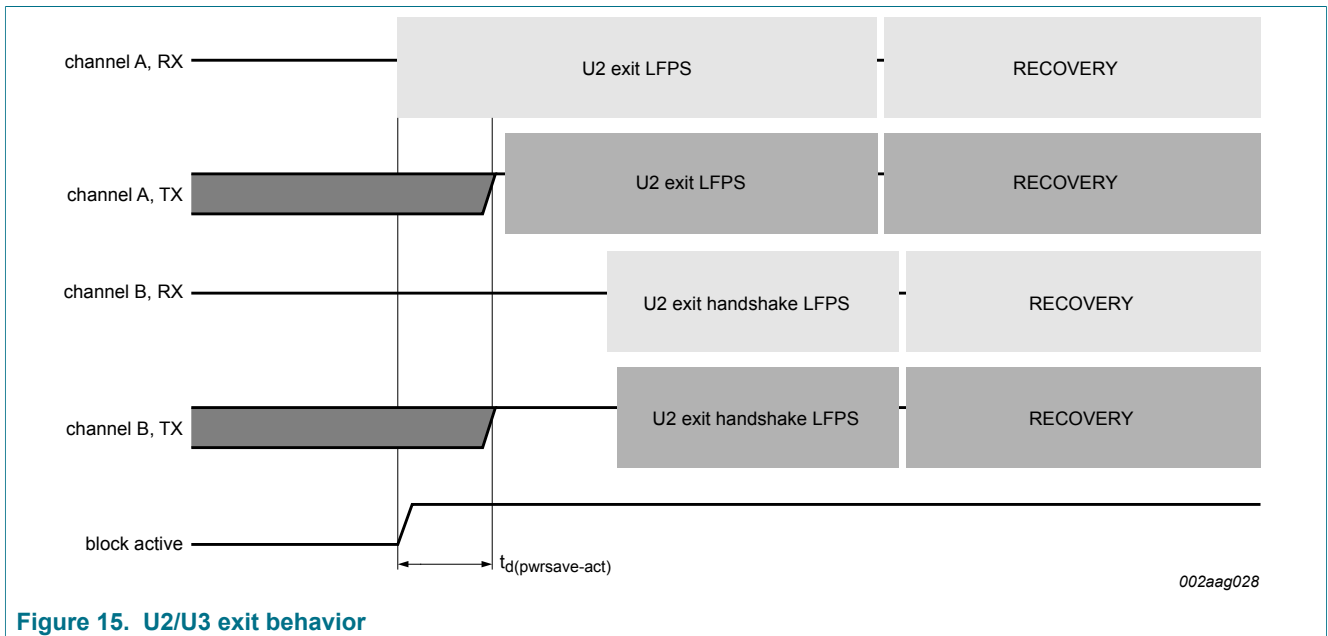 channel A, RX
U2 exit LFPS
RECOVERY
channel A, TX
U2 exit LFPS
RECOVERY
channel B, RX
U2 exit handshake LFPS
RECOVERY
channel B, TX
U2 exit handshake LFPS
RECOVERY
block active
td(pwrsave-act)
002aag028
Figure 15. U2/U3 exit behavior